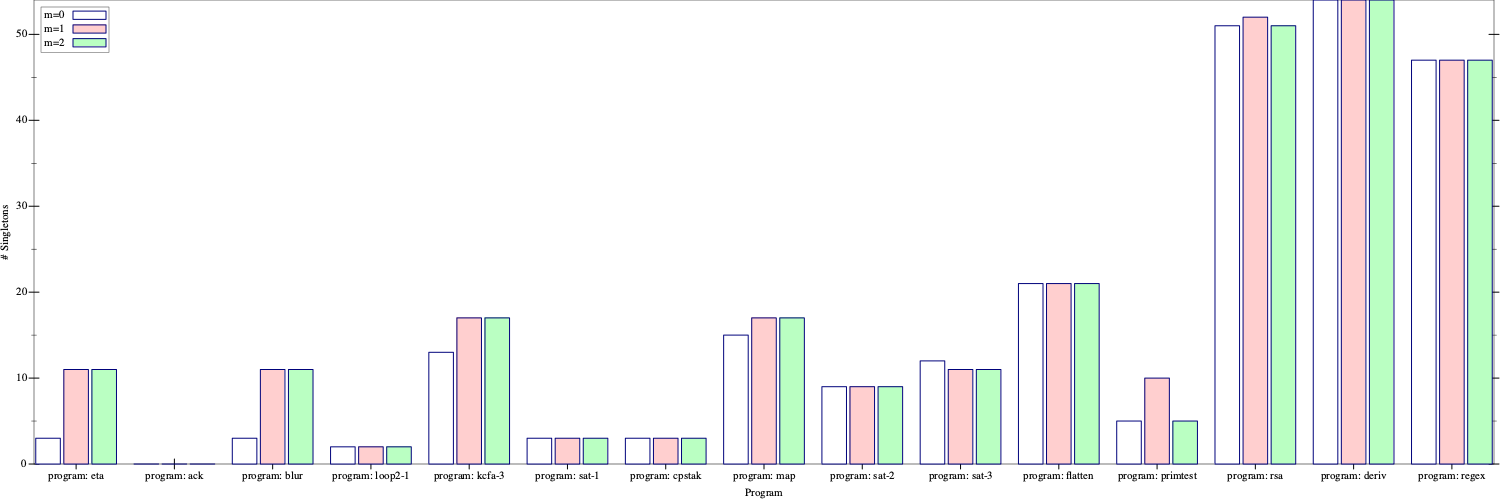 m=0
m=1
m=2
50
40
30
20
10
0
# Singletons
program: eta
program: ack
program: blur
program: loop2-1
program: kcfa-3
program: sat-1
program: cpstak
program: map
program: sat-2
program: sat-3
program: flatten
program: primtest
program: rsa
program: deriv
program: regex
Program